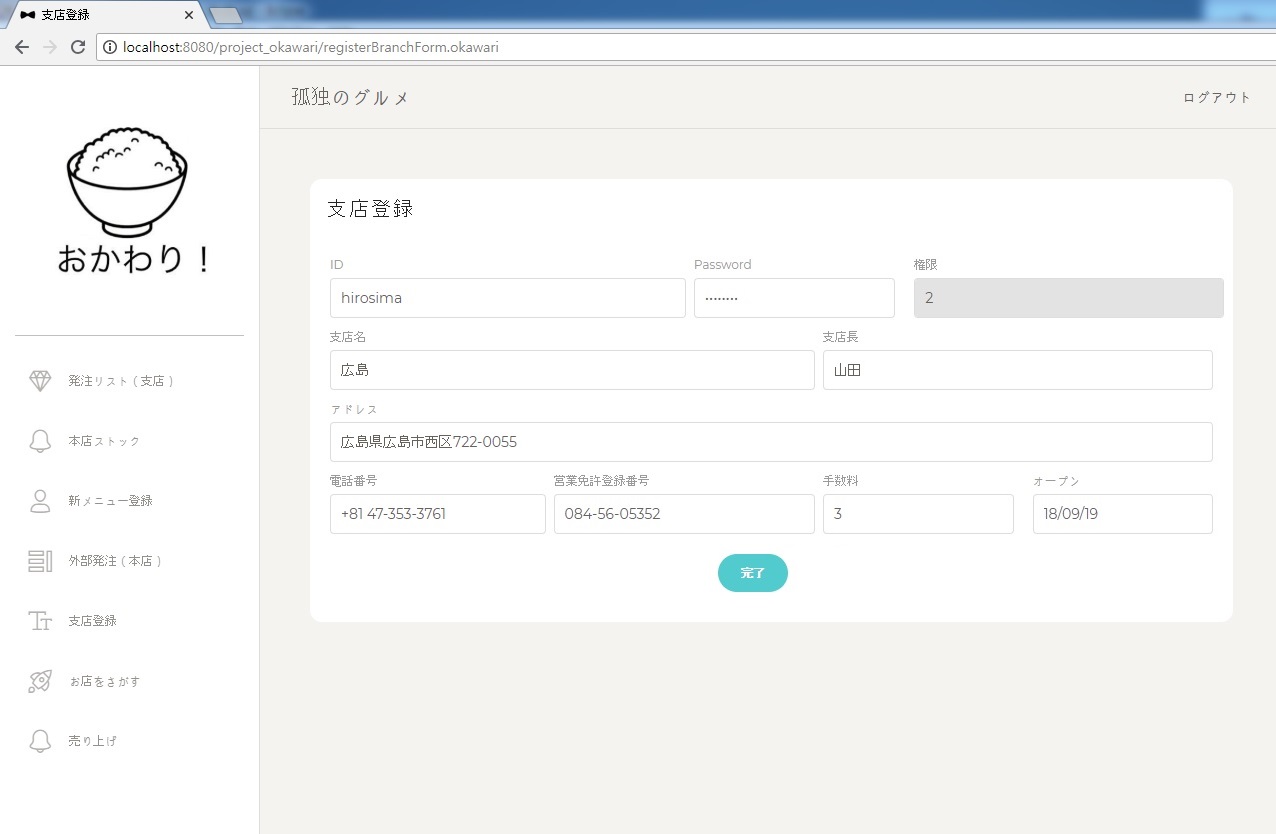 支店登録
localhost:8080/project_okawari/registerBranchForm.okawari
おかわり！
孤独のグルメ
ログアウト
発注リスト ( 支店 )
本店ストック
新メニュー登録
外部発注 ( 本店 )
支店登録
お店をさがす
売り上げ
支店登録
ID Password 権限
hirosima •••••••• 2
支店名 支店長
広島 山田
アドレス
広島県広島市西区722-0055
電話番号 営業免許登録番号 手数料 オープン
+81 47-353-3761 084-56-05352 3 18/09/19
完了